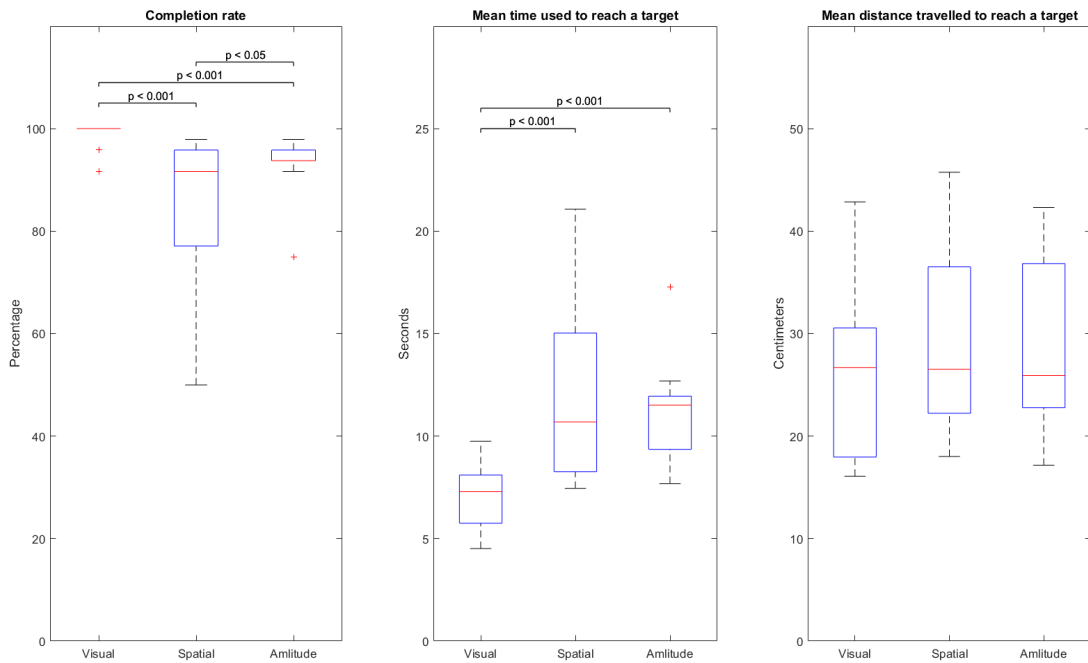 Completion rate
p < 0.05
p < 0.001
p < 0.001
100
80
60
40
20
0
Percentage
Visual Spatial Amlitude
Mean time used to reach a target
p < 0.001
p < 0.001
25
20
15
10
5
0
Seconds
Visual Spatial Amlitude
Mean distance travelled to reach a target
50
40
30
20
10
0
Centimeters
Visual Spatial Amlitude